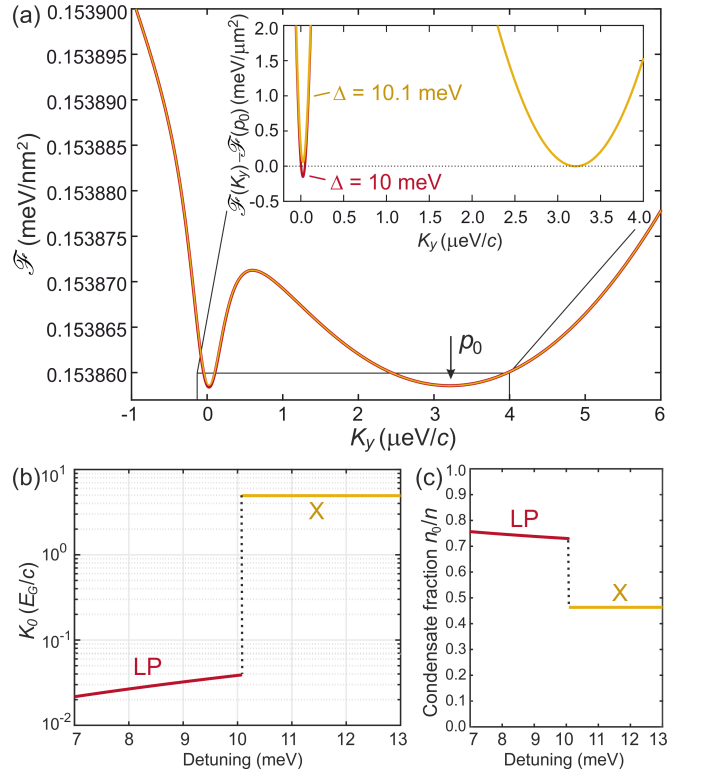 (a)
0.153900
0.153895
0.153890
0.153885
0.153880
0.153875
0.153870
0.153865
0.153860
ℱ (meV/nm²)
-1 0 1 2 3 4 5 6
K_y (μeV/c)
p₀
2.0
1.5
1.0
0.5
0.0
-0.5
ℱ(K_y)-ℱ(p₀) (meV/μm²)
0.0 0.5 1.0 1.5 2.0 2.5 3.0 3.5 4.0
K_y (μeV/c)
Δ = 10.1 meV
Δ = 10 meV
(b)
10¹
10⁰
10⁻¹
10⁻²
K₀ (E_G/c)
X
LP
7 8 9 10 11 12 13
Detuning (meV)
(c)
1.0
0.9
0.8
0.7
0.6
0.5
0.4
0.3
0.2
0.1
0.0
Condensate fraction n₀/n
LP
X
7 8 9 10 11 12 13
Detuning (meV)